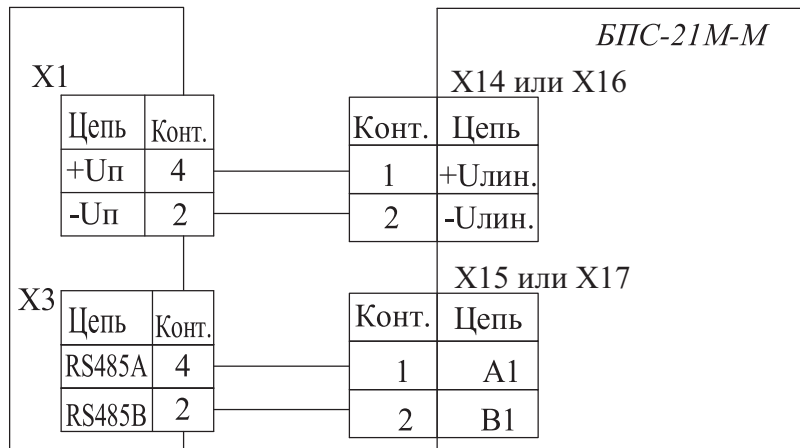 БПС-21М-М
X1
X14 или X16
Цепь Конт.
Конт. Цепь
+Uп 4
1 +Uлин.
-Uп 2
2 -Uлин.
X15 или X17
X3
Цепь Конт.
Конт. Цепь
RS485A 4
1 A1
RS485B 2
2 B1